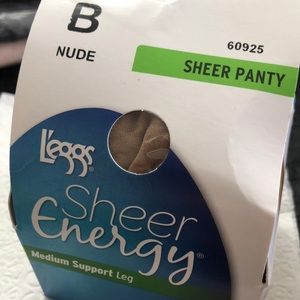 B
NUDE
60925
SHEER PANTY
L'eggs
Sheer
Energy®
Medium Support Leg